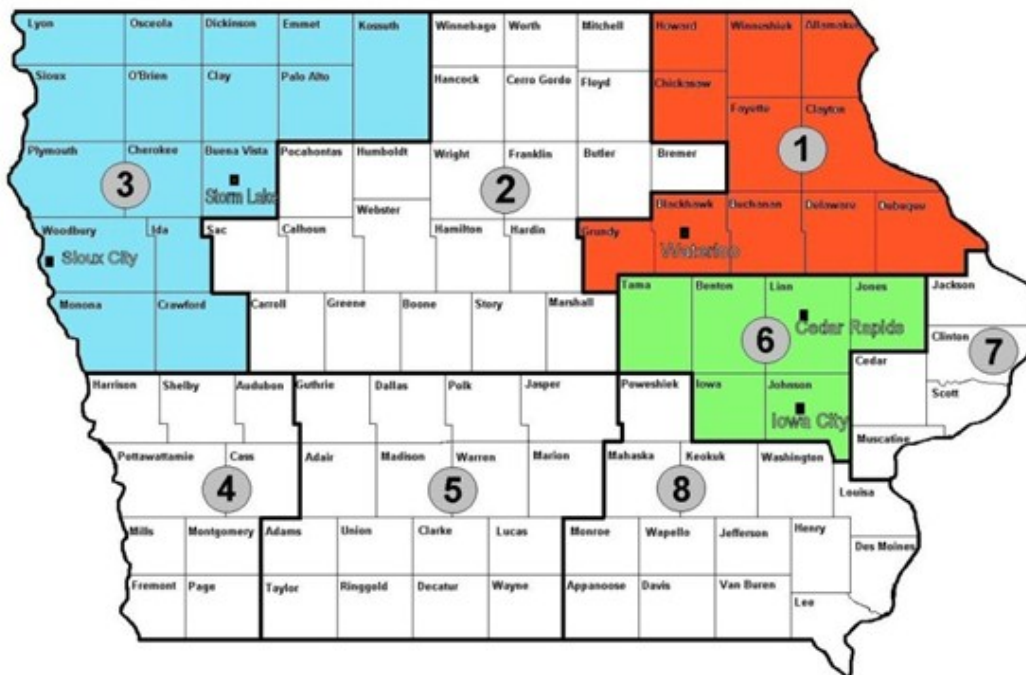 Lyon Osceola Dickinson Emmet Kossuth Winnebago Worth Mitchell Howard Winneshiek Allamakee
Sioux O'Brien Clay Palo Alto Hancock Cerro Gordo Floyd Chickasaw
Fayette Clayton
Plymouth Cherokee Buena Vista Pocahontas Humboldt Wright Franklin Butler Bremer 1
3 Storm Lake 2
Webster Blackhawk Buchanan Delaware Dubuque
Woodbury Ida Sac Calhoun Hamilton Hardin Grundy
Sioux City Waterloo
Tama Benton Linn Jones Jackson
Monona Crawford Carroll Greene Boone Story Marshall
Cedar Rapids
6 Clinton 7
Cedar
Harrison Shelby Audubon Guthrie Dallas Polk Jasper Poweshiek Iowa Johnson Scott
Iowa City
Muscatine
Pottawattamie Cass Adair Madison Warren Marion Mahaska Keokuk Washington
4 5 8
Louisa
Mills Montgomery Adams Union Clarke Lucas Monroe Wapello Jefferson Henry
Des Moines
Fremont Page Taylor Ringgold Decatur Wayne Appanoose Davis Van Buren
Lee